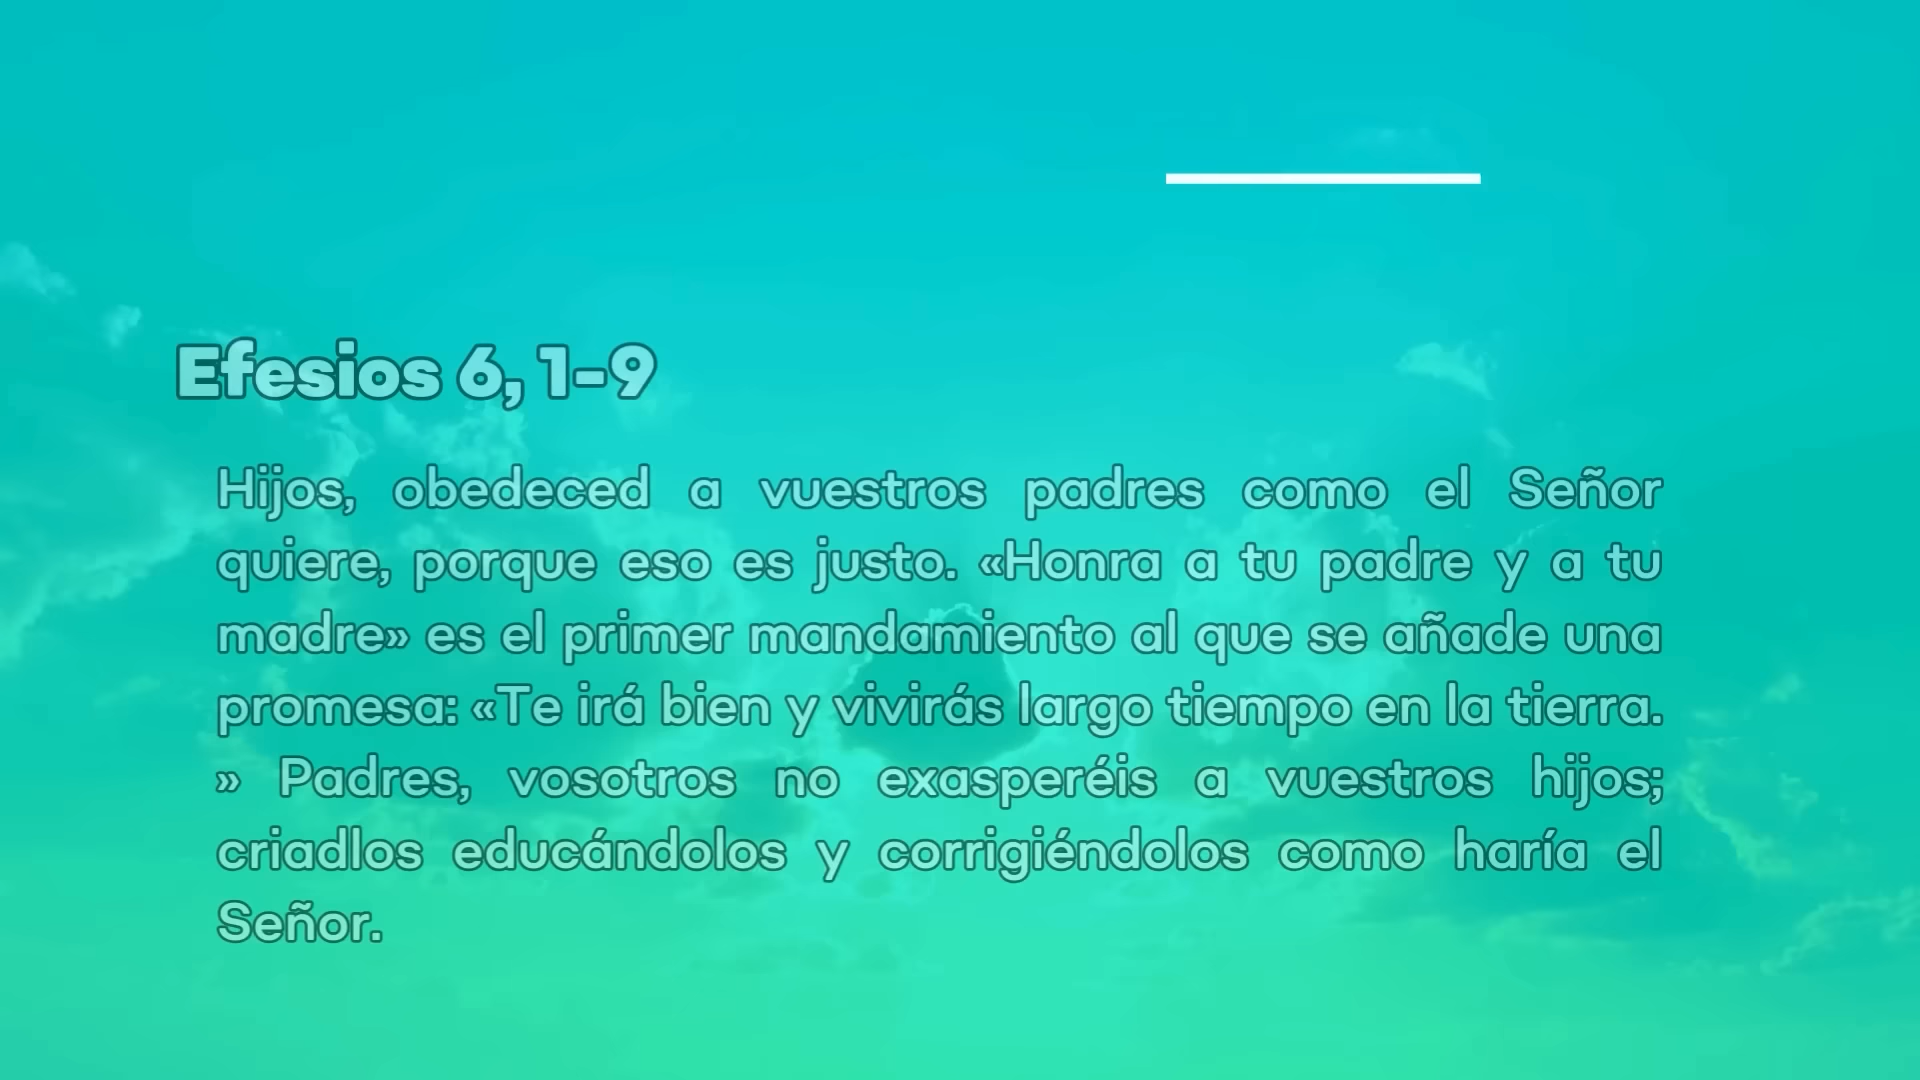 Efesios 6, 1-9
Hijos, obedeced a vuestros padres como el Señor
quiere, porque eso es justo. «Honra a tu padre y a tu
madre» es el primer mandamiento al que se añade una
promesa: «Te irá bien y vivirás largo tiempo en la tierra.
» Padres, vosotros no exasperéis a vuestros hijos;
criadlos educándolos y corrigiéndolos como haría el
Señor.